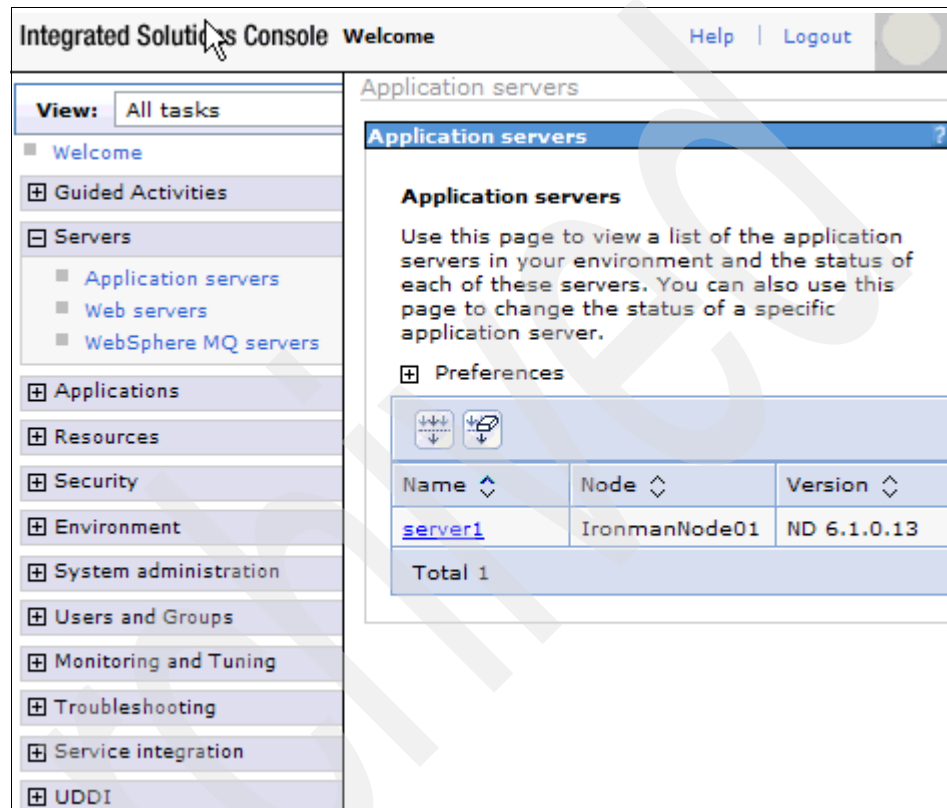 Integrated Solutions Console Welcome Help | Logout
View: All tasks
Welcome
Guided Activities
Servers
Application servers
Web servers
WebSphere MQ servers
Applications
Resources
Security
Environment
System administration
Users and Groups
Monitoring and Tuning
Troubleshooting
Service integration
UDDI
Application servers
Application servers ?
Application servers
Use this page to view a list of the application
servers in your environment and the status of
each of these servers. You can also use this
page to change the status of a specific
application server.
Preferences
Name Node Version
server1 IronmanNode01 ND 6.1.0.13
Total 1